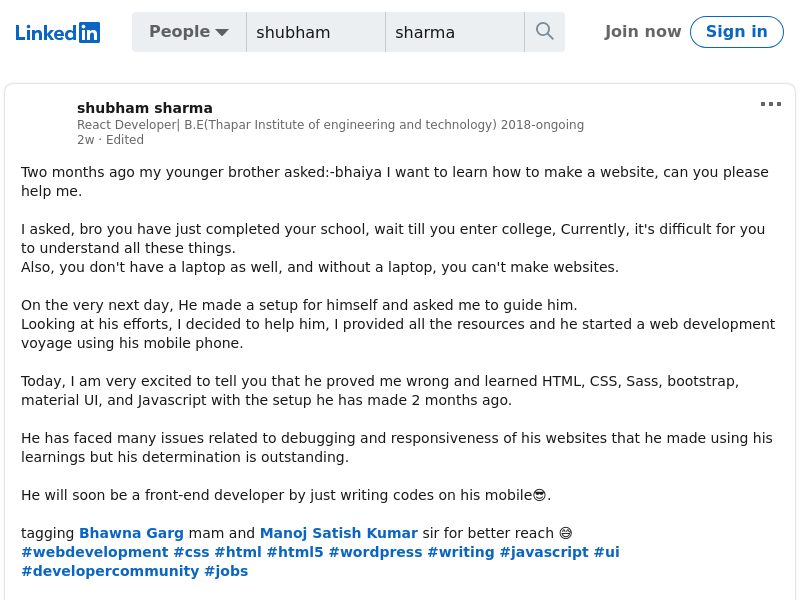 LinkedIn People shubham sharma Join now Sign in
shubham sharma
React Developer| B.E(Thapar Institute of engineering and technology) 2018-ongoing
2w · Edited
Two months ago my younger brother asked:-bhaiya I want to learn how to make a website, can you please
help me.
I asked, bro you have just completed your school, wait till you enter college, Currently, it's difficult for you
to understand all these things.
Also, you don't have a laptop as well, and without a laptop, you can't make websites.
On the very next day, He made a setup for himself and asked me to guide him.
Looking at his efforts, I decided to help him, I provided all the resources and he started a web development
voyage using his mobile phone.
Today, I am very excited to tell you that he proved me wrong and learned HTML, CSS, Sass, bootstrap,
material UI, and Javascript with the setup he has made 2 months ago.
He has faced many issues related to debugging and responsiveness of his websites that he made using his
learnings but his determination is outstanding.
He will soon be a front-end developer by just writing codes on his mobile😎.
tagging Bhawna Garg mam and Manoj Satish Kumar sir for better reach 😅
#webdevelopment #css #html #html5 #wordpress #writing #javascript #ui
#developercommunity #jobs